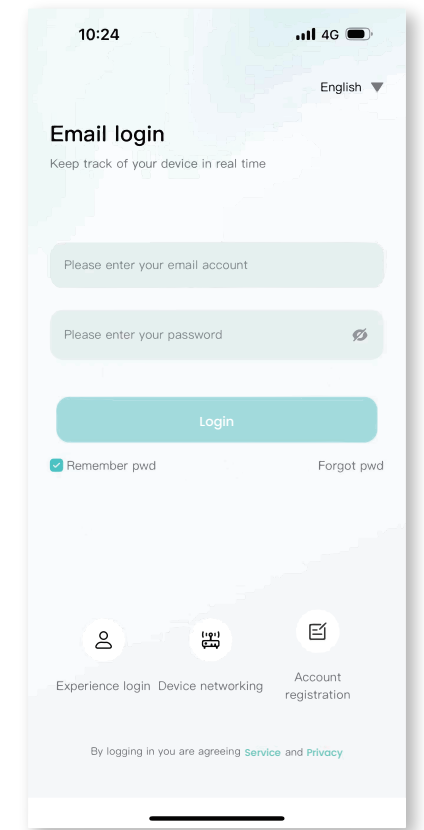 10:24
4G
English
Email login
Keep track of your device in real time
Please enter your email account
Please enter your password
Login
Remember pwd
Forgot pwd
Experience login
Device networking
Account
registration
By logging in you are agreeing Service and Privacy